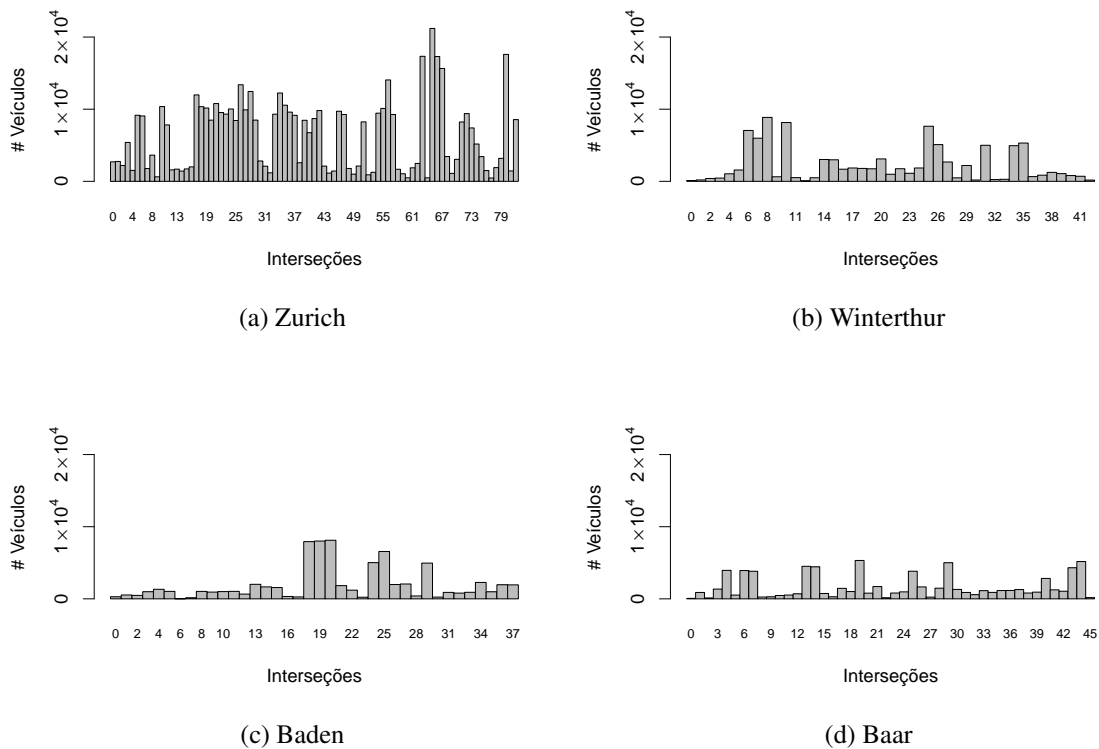 # Veículos
0
1×10⁴
2×10⁴
0 4 8 13 19 25 31 37 43 49 55 61 67 73 79
Interseções
(a) Zurich
# Veículos
0
1×10⁴
2×10⁴
0 2 4 6 8 11 14 17 20 23 26 29 32 35 38 41
Interseções
(b) Winterthur
# Veículos
0
1×10⁴
2×10⁴
0 2 4 6 8 10 13 16 19 22 25 28 31 34 37
Interseções
(c) Baden
# Veículos
0
1×10⁴
2×10⁴
0 3 6 9 12 15 18 21 24 27 30 33 36 39 42 45
Interseções
(d) Baar